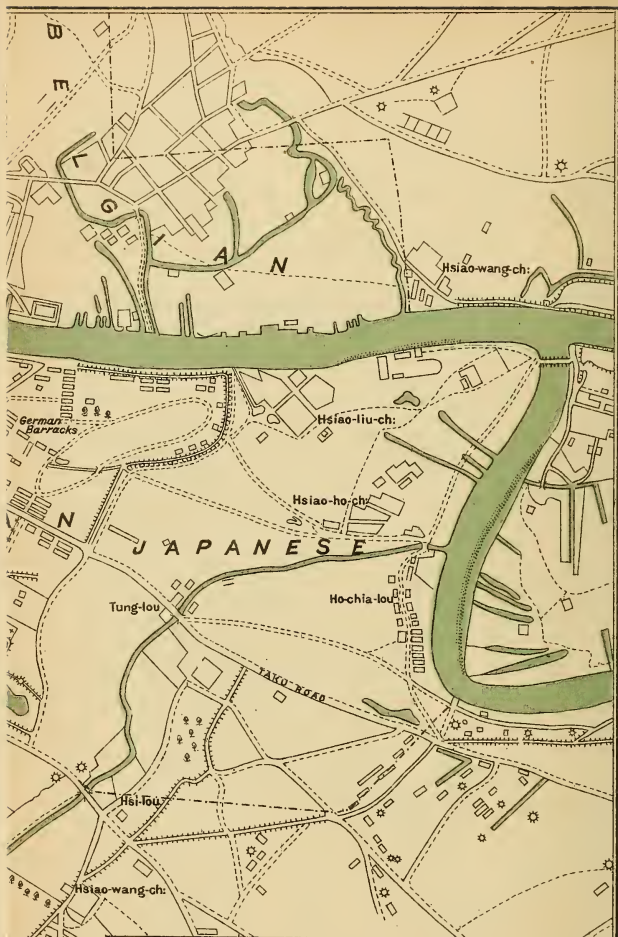 BELGIAN
Hsiao-wang-ch:
German
Barracks
Hsiao-liu-ch:
Hsiao-ho-ch:
N
JAPANESE
Tung-lou
Ho-chia-lou
TAKU ROAD
Hsi-lou
Hsiao-wang-ch: